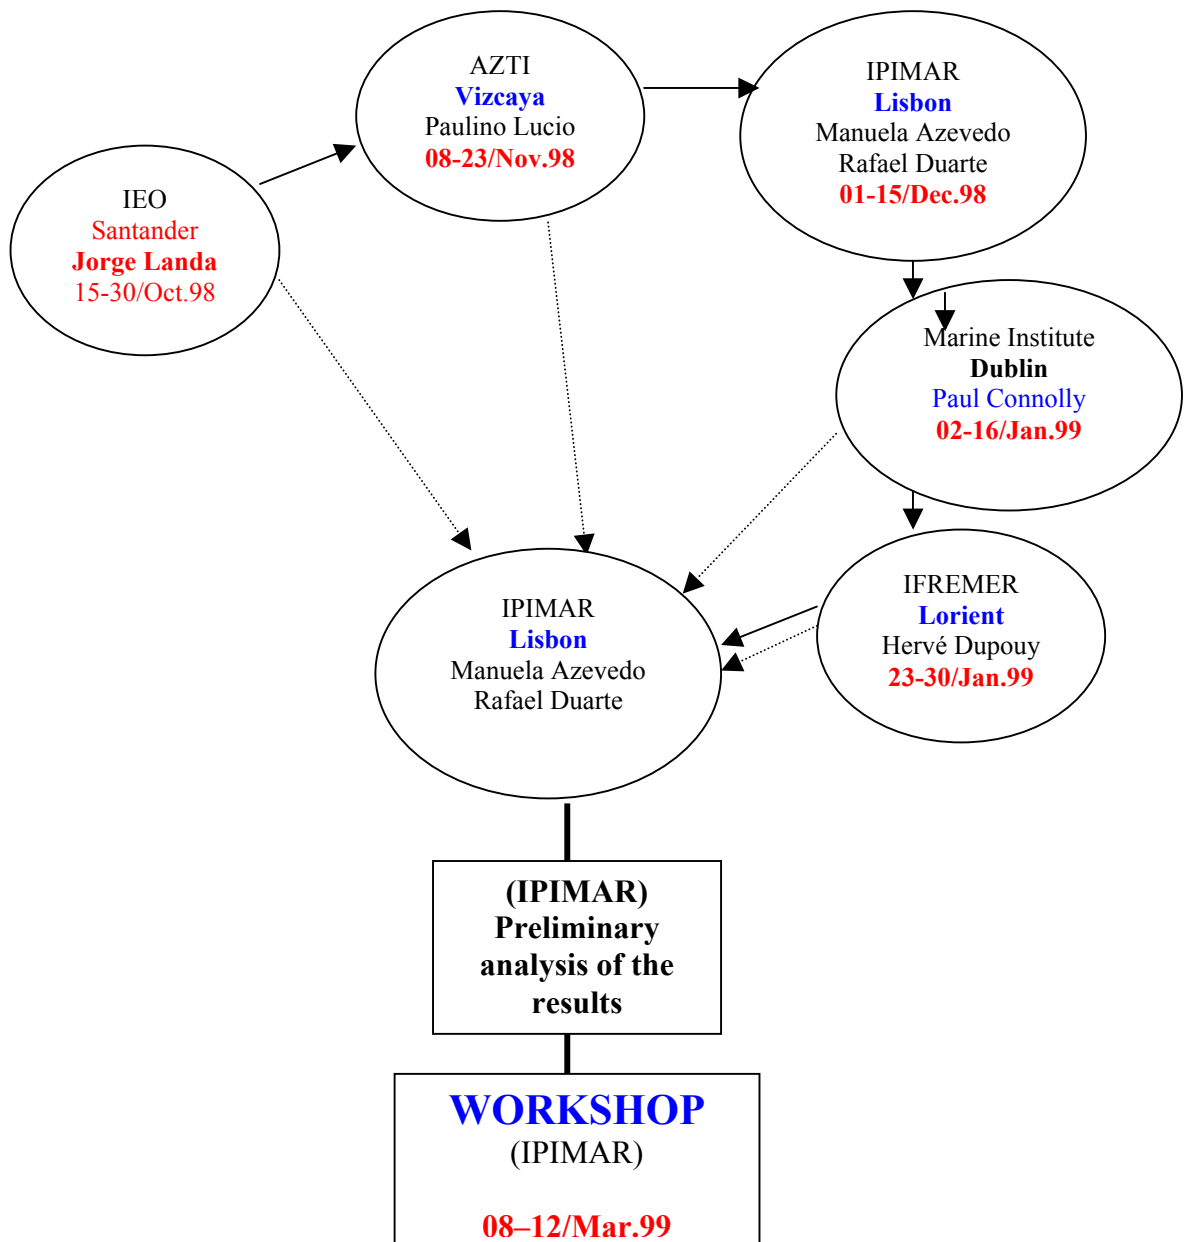 AZTI
Vizcaya
Paulino Lucio
08-23/Nov.98
IPIMAR
Lisbon
Manuela Azevedo
Rafael Duarte
01-15/Dec.98
IEO
Santander
Jorge Landa
15-30/Oct.98
Marine Institute
Dublin
Paul Connolly
02-16/Jan.99
IFREMER
Lorient
Hervé Dupouy
23-30/Jan.99
IPIMAR
Lisbon
Manuela Azevedo
Rafael Duarte
(IPIMAR)
Preliminary
analysis of the
results
WORKSHOP
(IPIMAR)
08–12/Mar.99